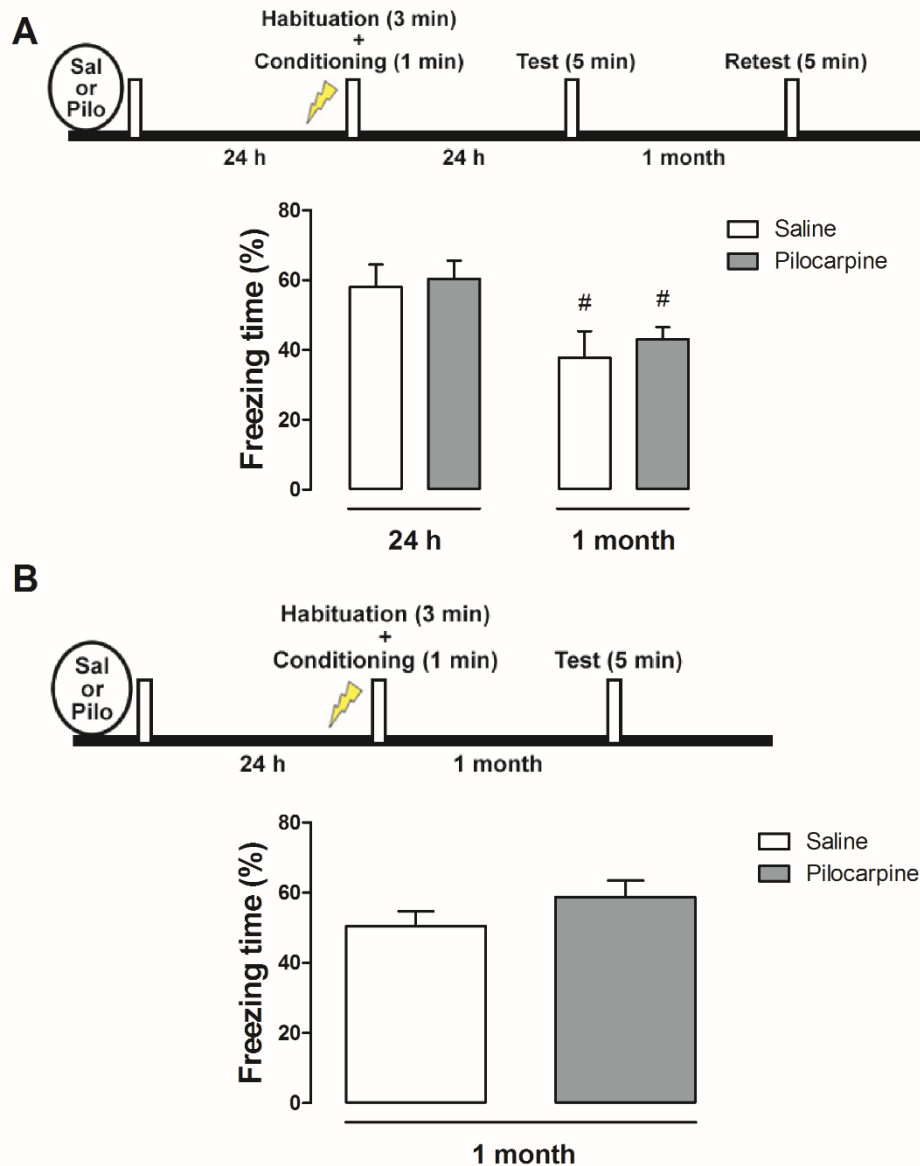 A
Sal
or
Pilo
Habituation (3 min)
+
Conditioning (1 min)
Test (5 min)
Retest (5 min)
24 h
24 h
1 month
Freezing time (%)
80
60
40
20
0
#
#
Saline
Pilocarpine
24 h
1 month
B
Sal
or
Pilo
Habituation (3 min)
+
Conditioning (1 min)
Test (5 min)
24 h
1 month
Freezing time (%)
80
60
40
20
0
Saline
Pilocarpine
1 month